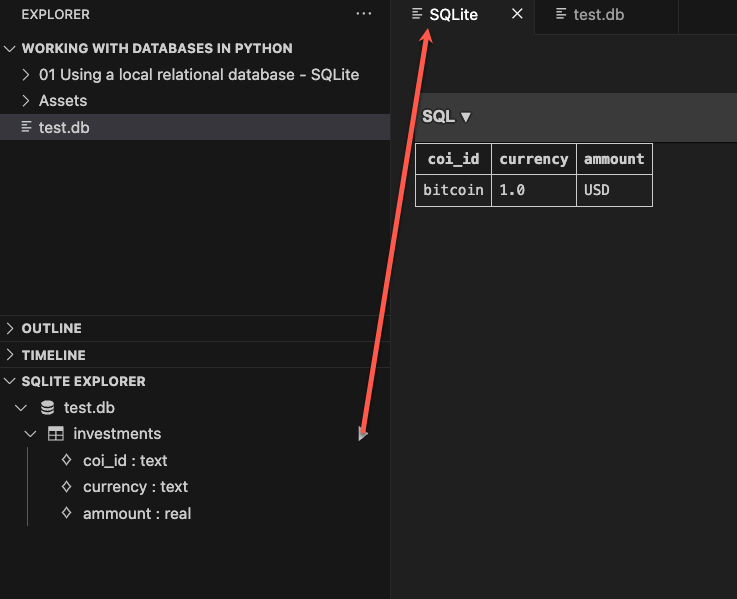 EXPLORER
WORKING WITH DATABASES IN PYTHON
01 Using a local relational database - SQLite
Assets
test.db
OUTLINE
TIMELINE
SQLITE EXPLORER
test.db
investments
coi_id : text
currency : text
ammount : real
SQLite test.db
SQL ▼
coi_id currency ammount
bitcoin 1.0 USD